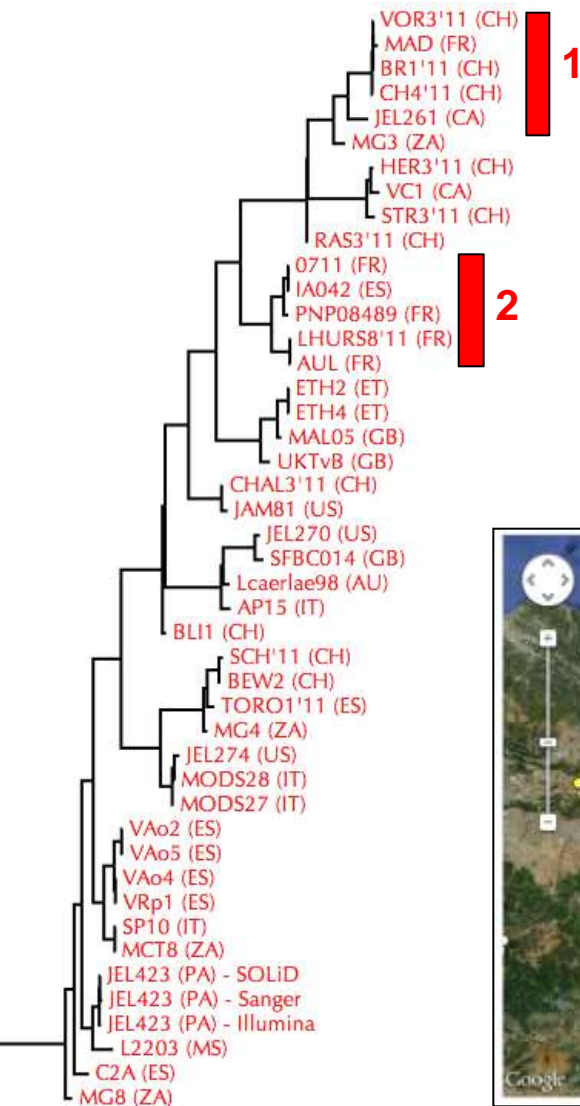 VOR3'11 (CH)
MAD (FR)
BR1'11 (CH)
CH4'11 (CH)
JEL261 (CA)
MG3 (ZA)
1
HER3'11 (CH)
VC1 (CA)
STR3'11 (CH)
RAS3'11 (CH)
0711 (FR)
IA042 (ES)
PNP08489 (FR)
LHURS8'11 (FR)
AUL (FR)
2
ETH2 (ET)
ETH4 (ET)
MAL05 (GB)
UKTvB (GB)
CHAL3'11 (CH)
JAM81 (US)
JEL270 (US)
SFBC014 (GB)
Lcaerlae98 (AU)
AP15 (IT)
BLI1 (CH)
SCH'11 (CH)
BEW2 (CH)
TORO1'11 (ES)
MG4 (ZA)
JEL274 (US)
MODS28 (IT)
MODS27 (IT)
VAo2 (ES)
VAo5 (ES)
VAo4 (ES)
VRp1 (ES)
SP10 (IT)
MCT8 (ZA)
JEL423 (PA) - SOLiD
JEL423 (PA) - Sanger
JEL423 (PA) - Illumina
L2203 (MS)
C2A (ES)
MG8 (ZA)
Google